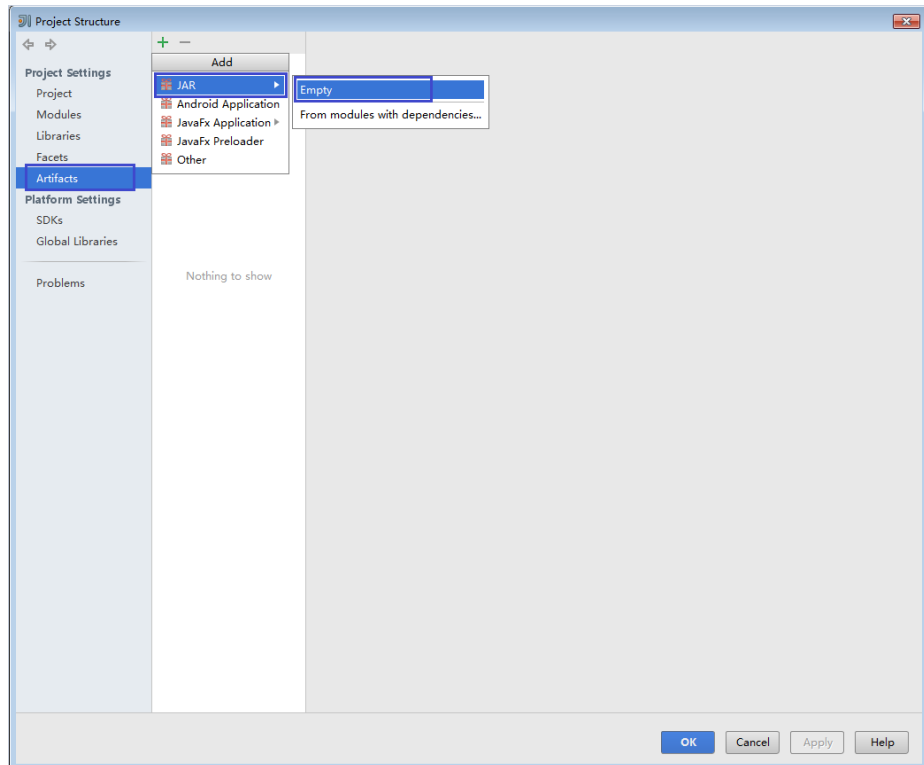 Project Structure
Project Settings
Project
Modules
Libraries
Facets
Artifacts
Platform Settings
SDKs
Global Libraries
Problems
Add
JAR
Android Application
JavaFx Application
JavaFx Preloader
Other
Empty
From modules with dependencies...
Nothing to show
OK
Cancel
Apply
Help